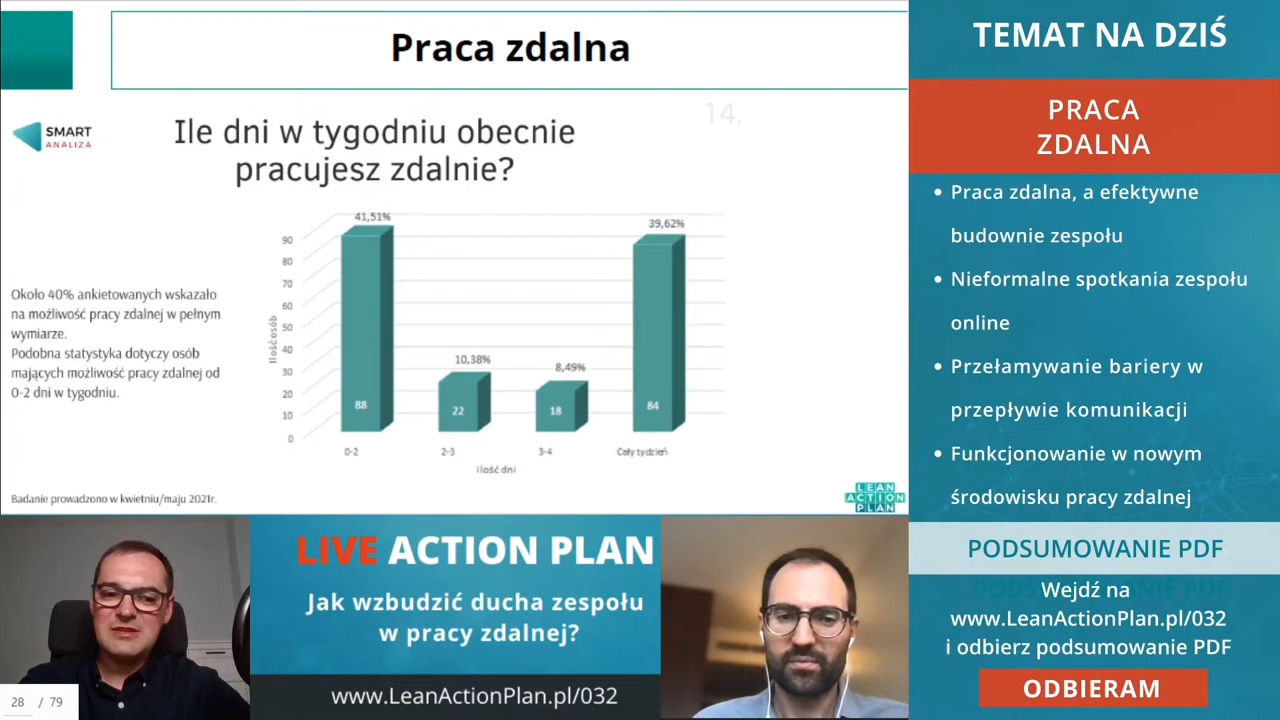 Praca zdalna
14.
SMART
ANALIZA
Ile dni w tygodniu obecnie
pracujesz zdalnie?
Około 40% ankietowanych wskazało
na możliwość pracy zdalnej w pełnym
wymiarze.
Podobna statystyka dotyczy osób
mających możliwość pracy zdalnej od
0-2 dni w tygodniu.
Ilość osób
90
80
70
60
50
40
30
20
10
0
41,51%
10,38%
8,49%
39,62%
88
22
18
84
0-2
2-3
3-4
Cały tydzień
Ilość dni
Badanie prowadzono w kwietniu/maju 2021r.
LEAN
ACTION
PLAN
TEMAT NA DZIŚ
PRACA
ZDALNA
• Praca zdalna, a efektywne
budownie zespołu
• Nieformalne spotkania zespołu
online
• Przełamywanie bariery w
przepływie komunikacji
• Funkcjonowanie w nowym
środowisku pracy zdalnej
PODSUMOWANIE PDF
PODSUMOWANIE PDF
Wejdź na
www.LeanActionPlan.pl/032
i odbierz podsumowanie PDF
ODBIERAM
LIVE ACTION PLAN
Jak wzbudzić ducha zespołu
w pracy zdalnej?
www.LeanActionPlan.pl/032
28 / 79